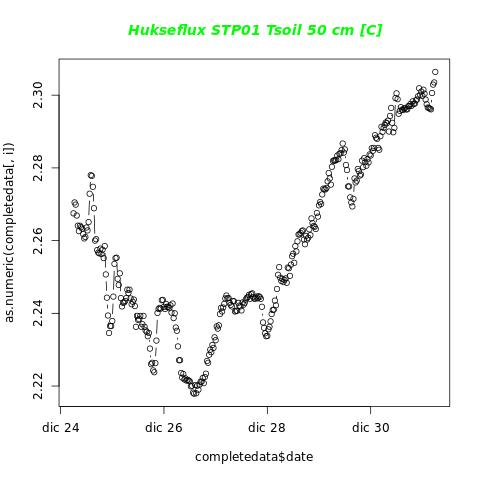 Hukseflux STP01 Tsoil 50 cm [C]
as.numeric(completedata[, i])
2.30
2.28
2.26
2.24
2.22
dic 24 dic 26 dic 28 dic 30
completedata$date